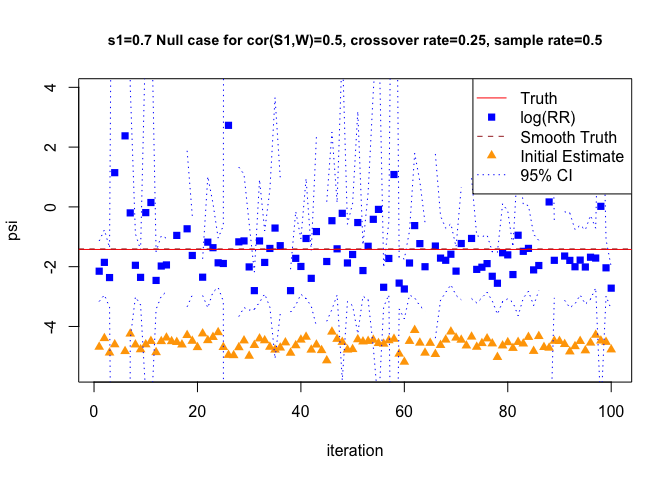 s1=0.7 Null case for cor(S1,W)=0.5, crossover rate=0.25, sample rate=0.5
Truth
log(RR)
Smooth Truth
Initial Estimate
95% CI
psi
2
0
-2
-4
0
20
40
60
80
100
iteration